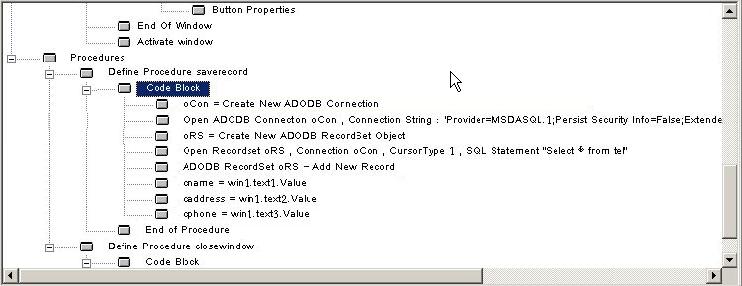 Button Properties
End Of Window
Activate window
Procedures
Define Procedure saverecord
Code Block
oCon = Create New ADODB Connection
Open ADCDB Connecton oCon , Connection String : "Provider=MSDASQL.1;Persist Security Info=False;Extende
oRS = Create New ADODB RecordSet Object
Open Recordset oRS , Connection oCon , CursorType 1 , SQL Statement "Select * from tel"
ADODB RecordSet oRS - Add New Record
cname = win1.text1.Value
caddress = win1.text2.Value
cphone = win1.text3.Value
End of Procedure
Define Procedure closewindow
Code Block